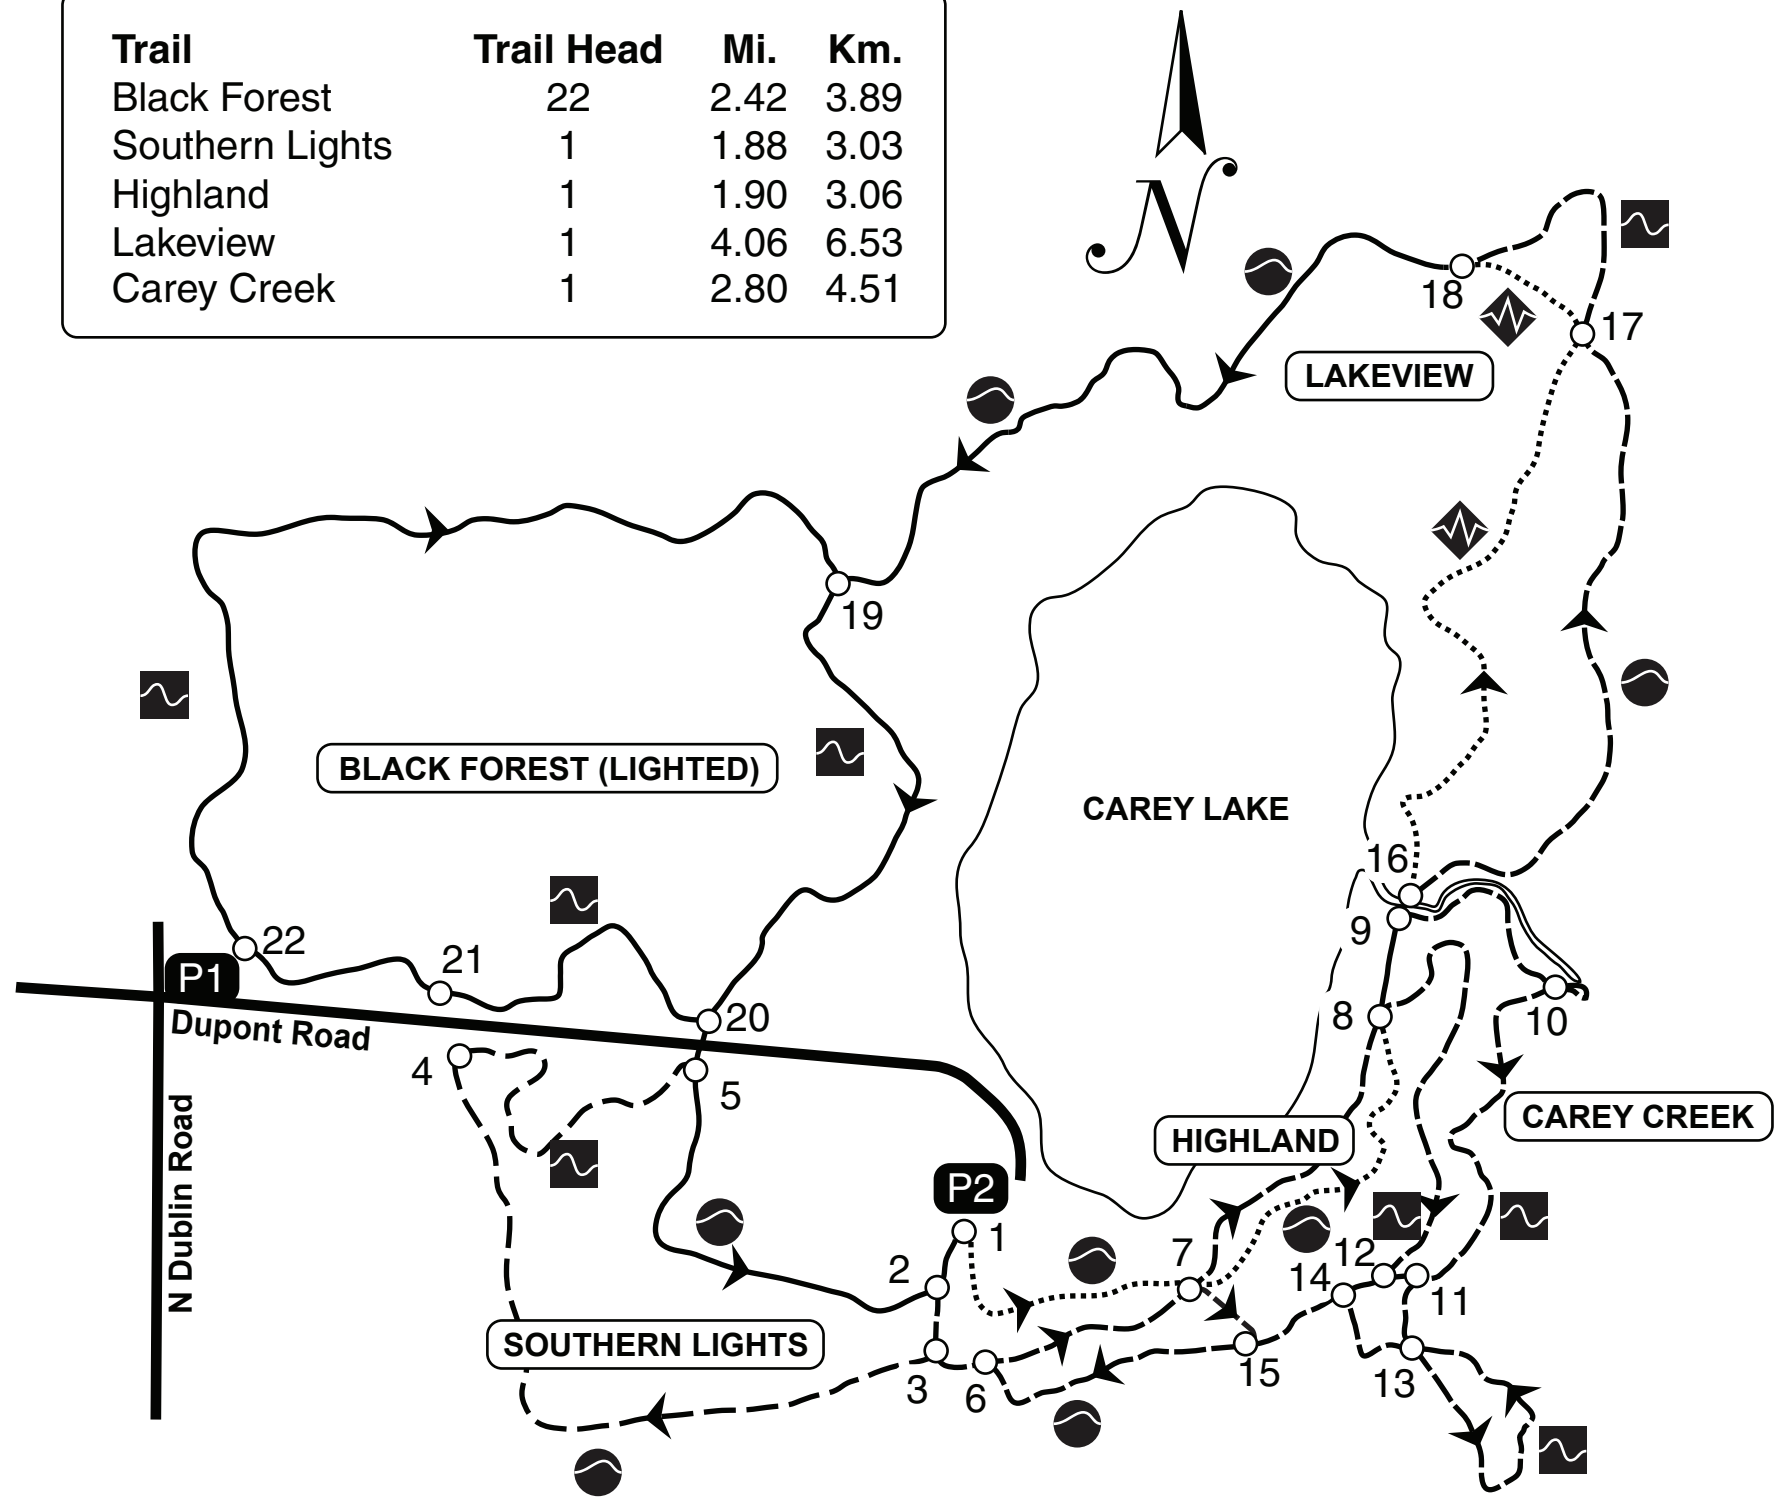 Trail Trail Head Mi. Km.
Black Forest 22 2.42 3.89
Southern Lights 1 1.88 3.03
Highland 1 1.90 3.06
Lakeview 1 4.06 6.53
Carey Creek 1 2.80 4.51
N
18
17
LAKEVIEW
19
BLACK FOREST (LIGHTED)
CAREY LAKE
16
9
22
21
P1
20
8
10
Dupont Road
4
5
CAREY CREEK
HIGHLAND
N Dublin Road
P2
1
2
7
12
14
11
SOUTHERN LIGHTS
3
6
15
13